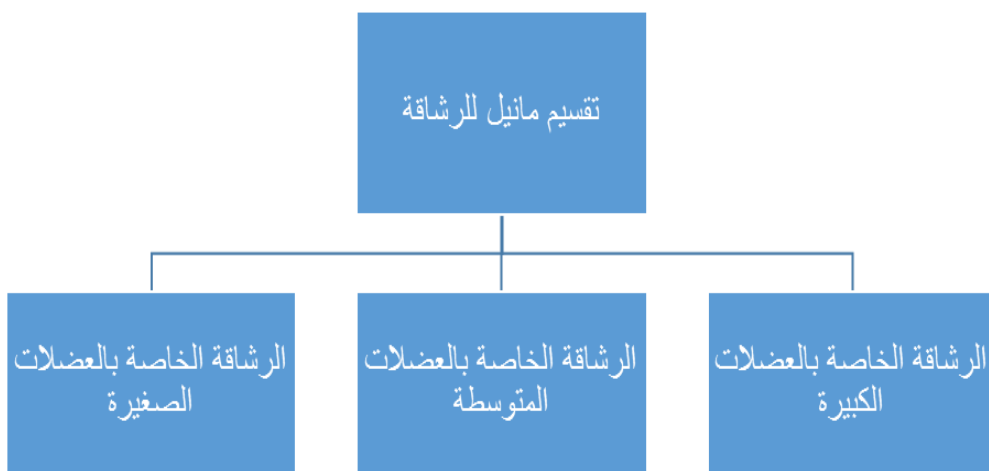 تقسيم مانيل للرشاقة
الرشاقة الخاصة بالعضلات
الكبيرة
الرشاقة الخاصة بالعضلات
المتوسطة
الرشاقة الخاصة بالعضلات
الصغيرة